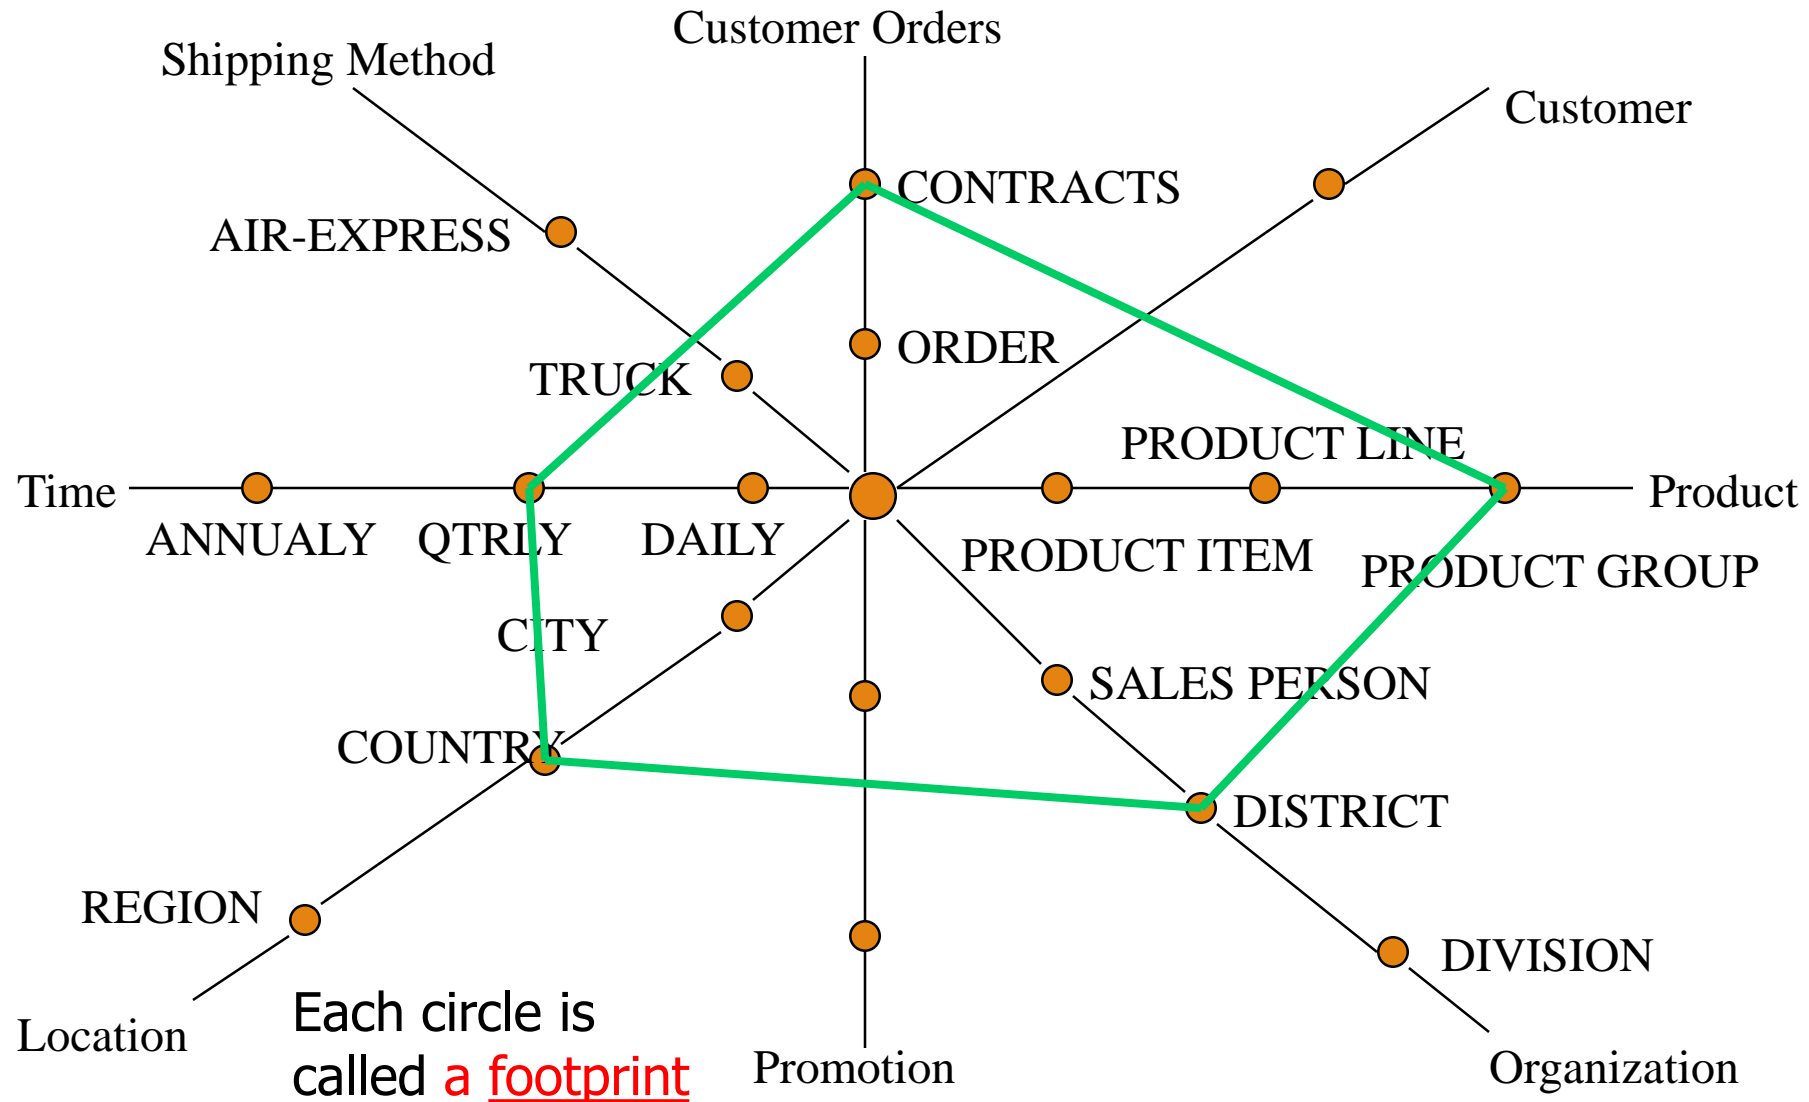 Customer Orders
Shipping Method
Customer
CONTRACTS
AIR-EXPRESS
ORDER
TRUCK
PRODUCT LINE
Time
Product
ANNUALY
QTRLY
DAILY
PRODUCT ITEM
PRODUCT GROUP
CITY
SALES PERSON
COUNTRY
DISTRICT
REGION
DIVISION
Each circle is
called a footprint
Location
Promotion
Organization